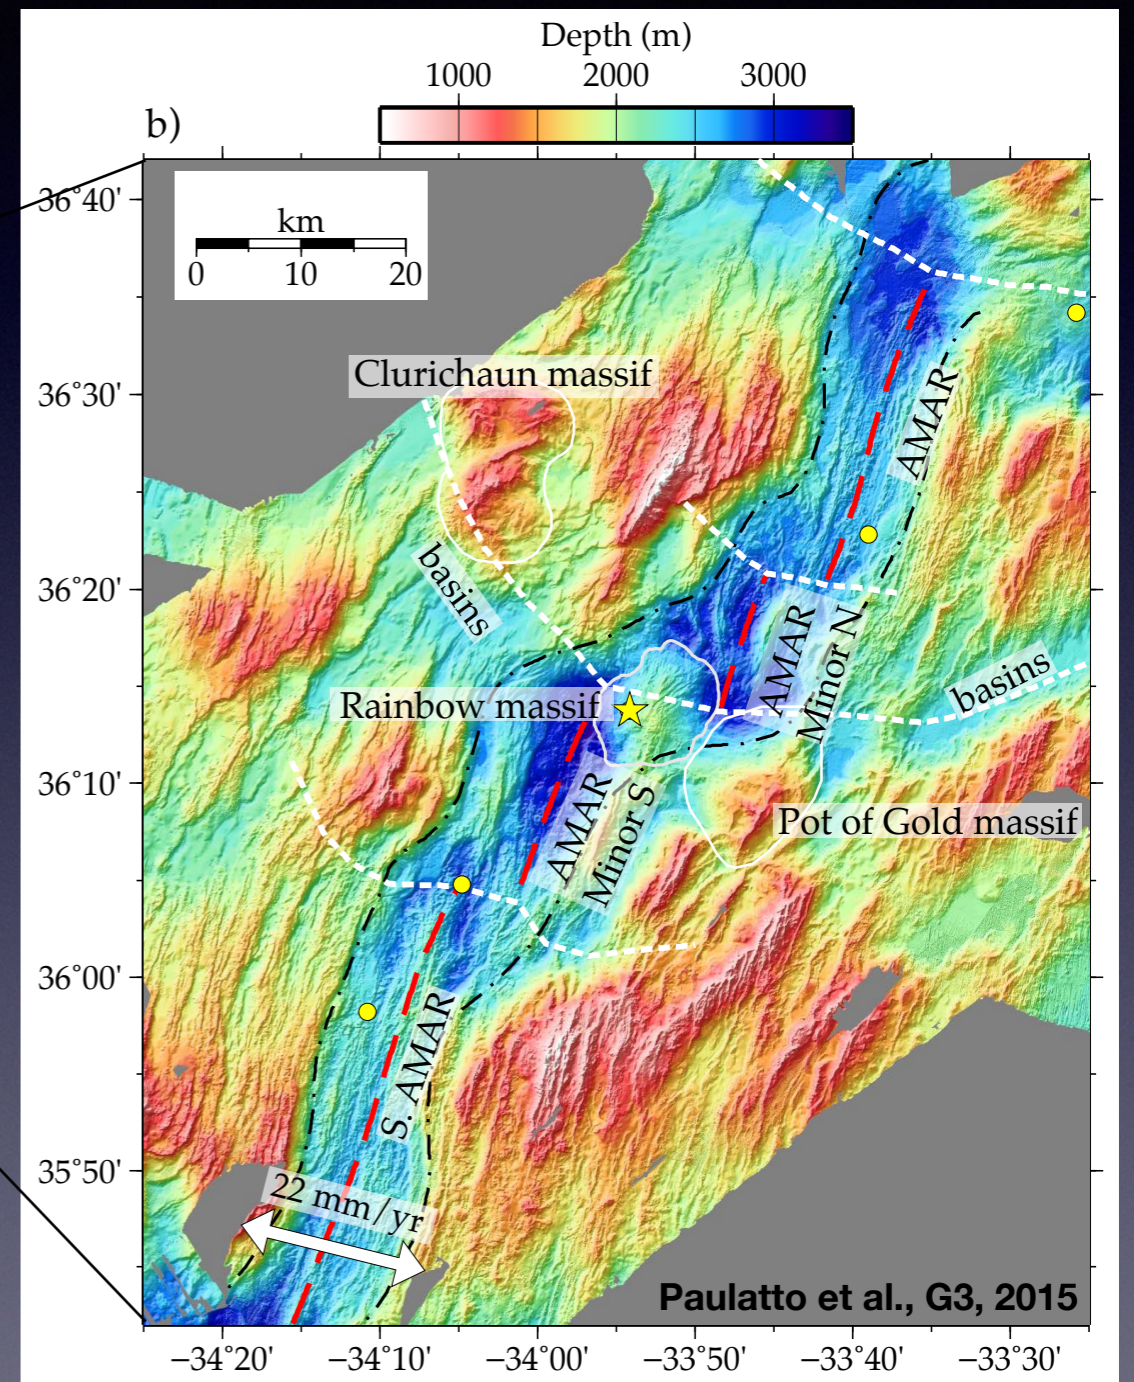 Depth (m)
1000 2000 3000
b)
36°40'
km
0 10 20
Clurichaun massif
36°30'
AMAR
basins
36°20'
AMAR
Minor N
basins
Rainbow massif
36°10'
AMAR
Minor S
Pot of Gold massif
36°00'
S. AMAR
35°50'
22 mm/yr
Paulatto et al., G3, 2015
−34°20' −34°10' −34°00' −33°50' −33°40' −33°30'